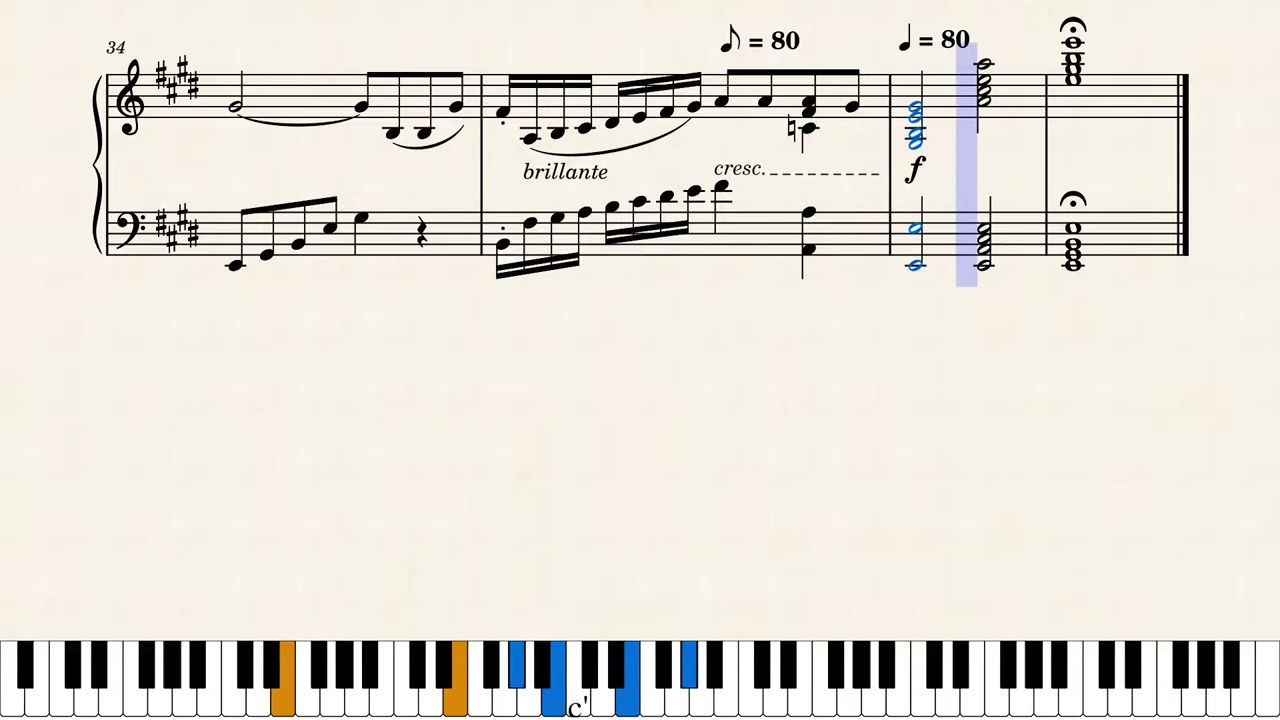 34
♪ = 80
♩ = 80
brillante
cresc.
f
c'